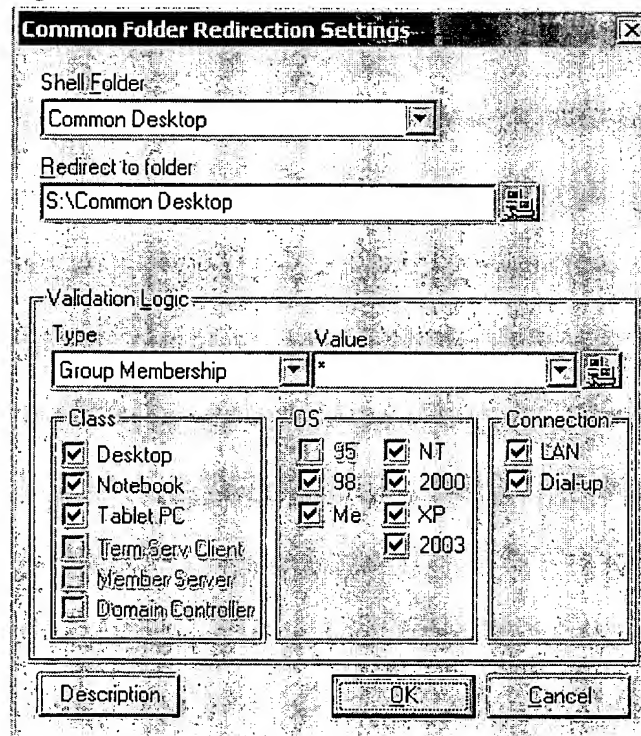 Common Folder Redirection Settings
Shell Folder
Common Desktop
Redirect to folder
S:\Common Desktop
Validation Logic
Type Value
Group Membership *
Class OS Connection
Desktop 95 NT LAN
Notebook 98 2000 Dial-up
Tablet PC Me XP
Term Serv Client 2003
Member Server
Domain Controller
Description OK Cancel